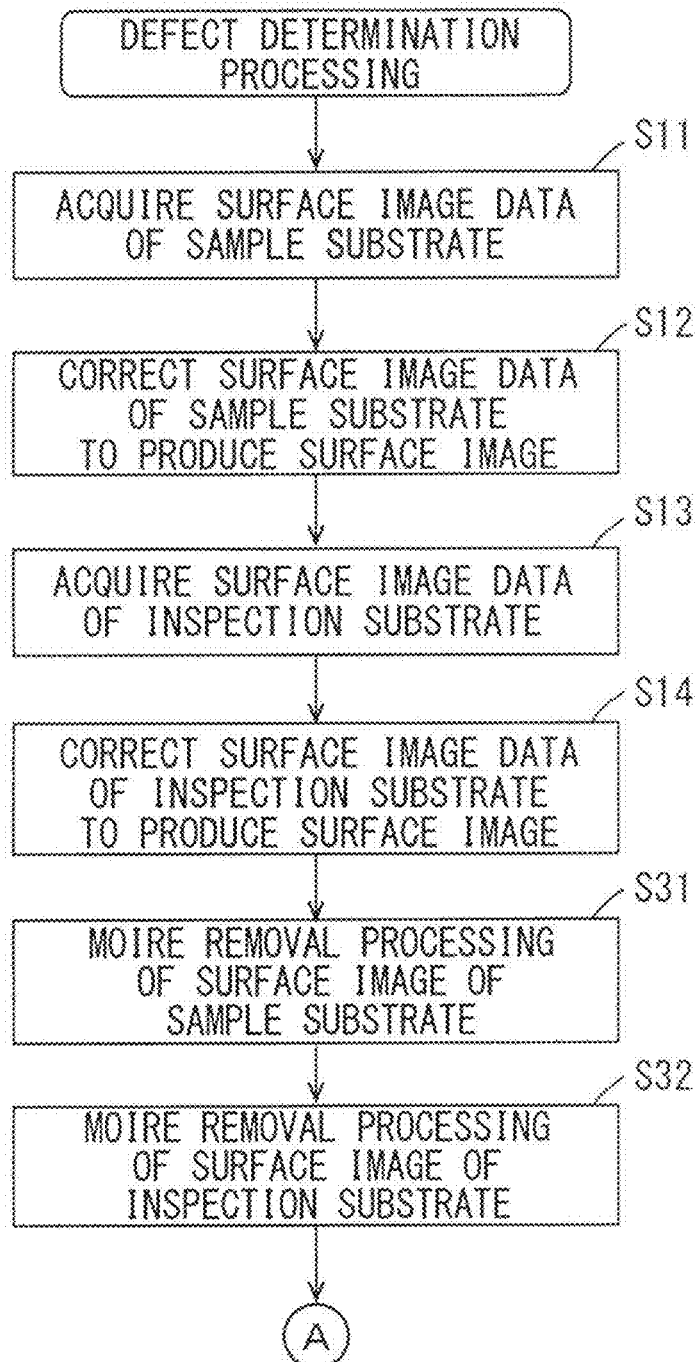 DEFECT DETERMINATION
PROCESSING
S11
ACQUIRE SURFACE IMAGE DATA
OF SAMPLE SUBSTRATE
S12
CORRECT SURFACE IMAGE DATA
OF SAMPLE SUBSTRATE
TO PRODUCE SURFACE IMAGE
S13
ACQUIRE SURFACE IMAGE DATA
OF INSPECTION SUBSTRATE
S14
CORRECT SURFACE IMAGE DATA
OF INSPECTION SUBSTRATE
TO PRODUCE SURFACE IMAGE
S31
MOIRE REMOVAL PROCESSING
OF SURFACE IMAGE OF
SAMPLE SUBSTRATE
S32
MOIRE REMOVAL PROCESSING
OF SURFACE IMAGE OF
INSPECTION SUBSTRATE
A